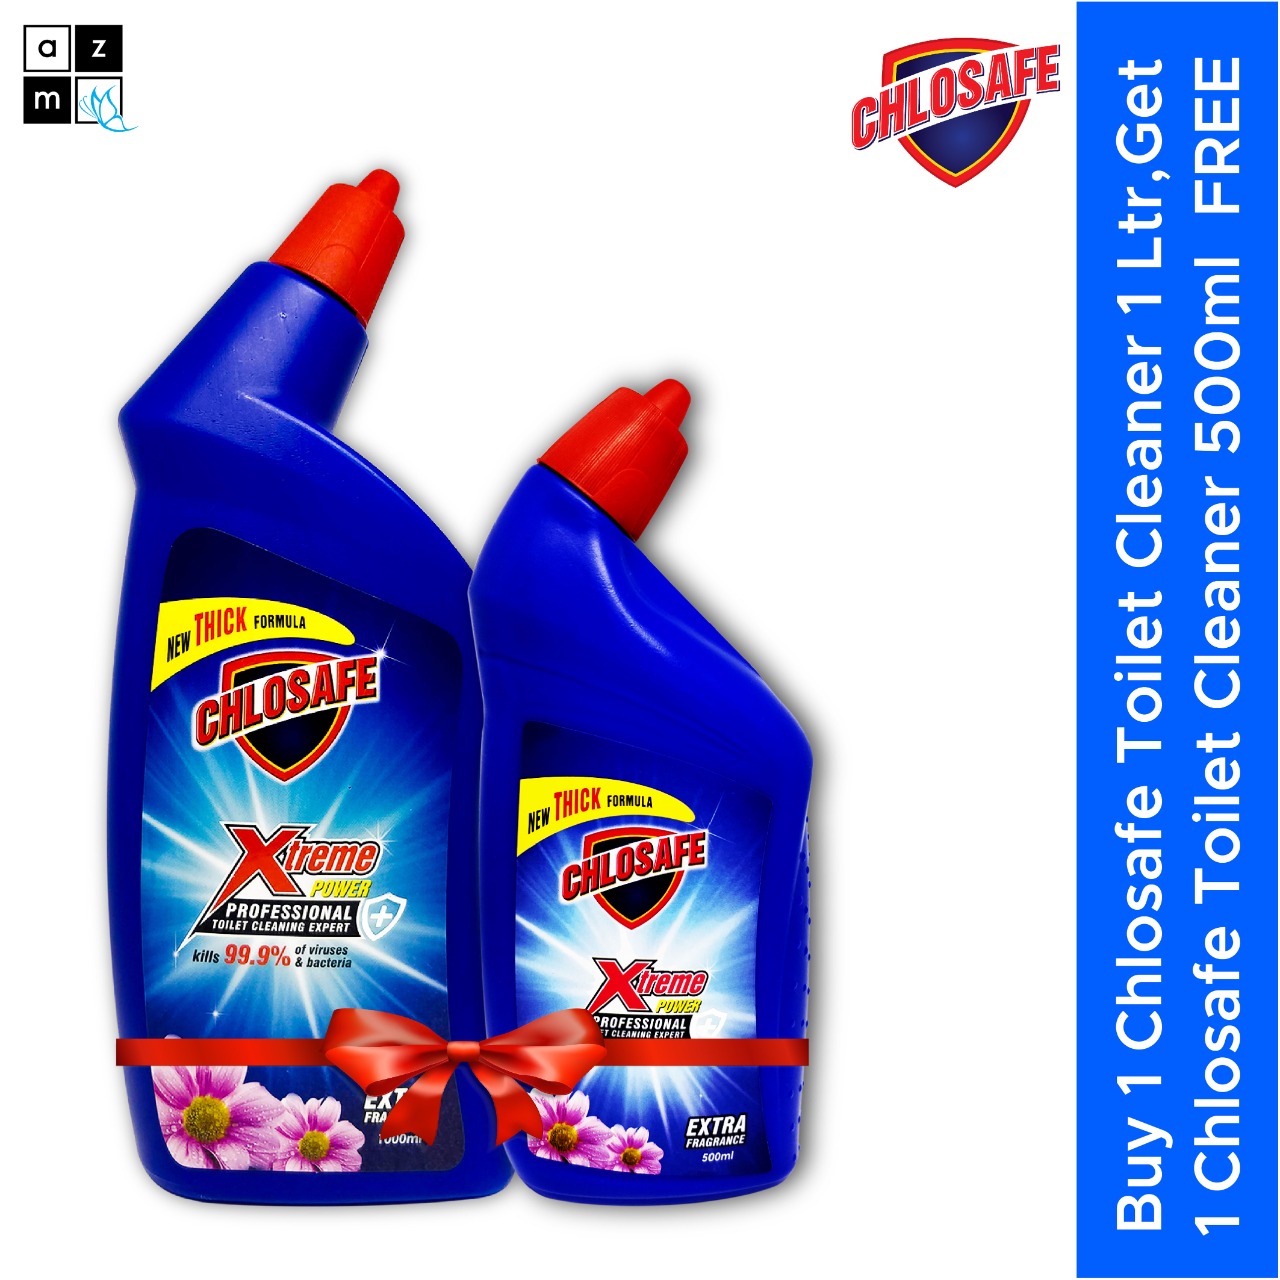 a z
m
CHLOSAFE
Buy 1 Chlosafe Toilet Cleaner 1 Ltr,Get
1 Chlosafe Toilet Cleaner 500ml FREE
NEW THICK FORMULA
CHLOSAFE
Xtreme
POWER
PROFESSIONAL
TOILET CLEANING EXPERT
kills 99.9% of viruses
& bacteria
1000ml
NEW THICK FORMULA
CHLOSAFE
Xtreme
POWER
PROFESSIONAL
CLEANING EXPERT
EXTRA
FRAGRANCE
500ml